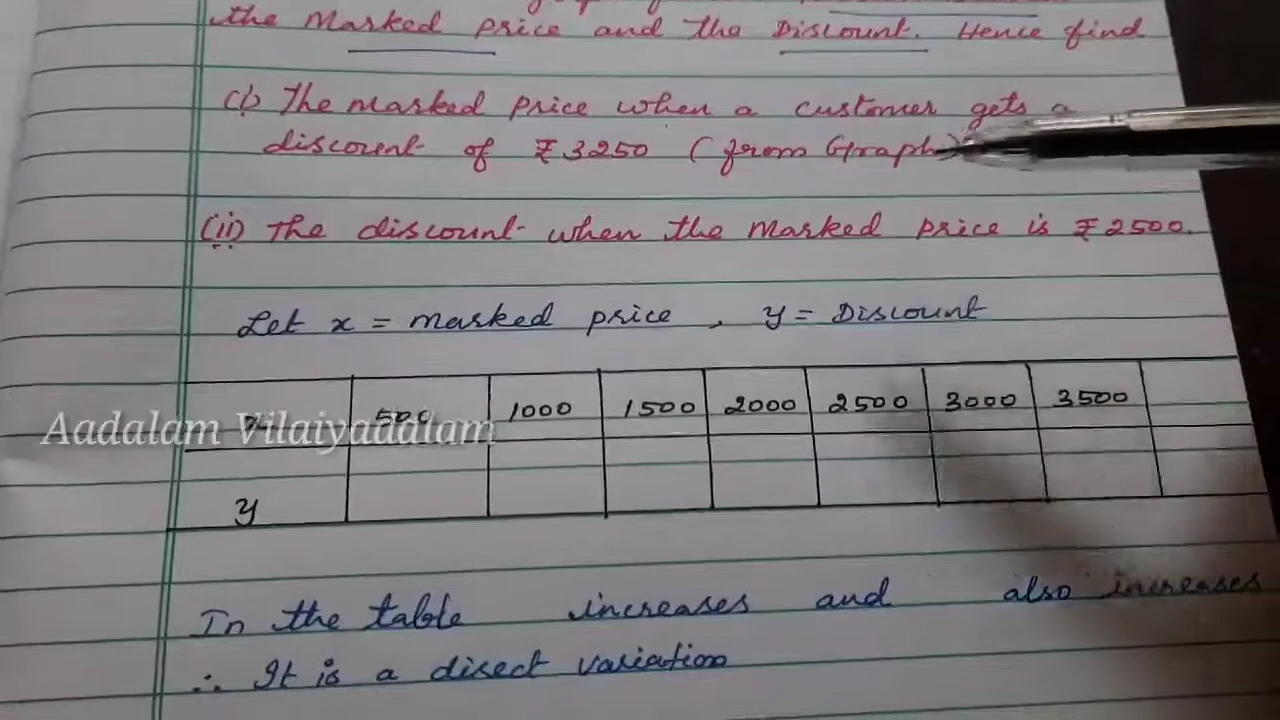 the Marked price and the Discount. Hence find
(i) The marked price when a customer gets a
discount of ₹3250 (from Graph)
(ii) The discount when the marked price is ₹2500.
Let x = marked price , y = Discount
x 500 1000 1500 2000 2500 3000 3500
Aadalam Vilaiyadalam
y
In the table increases and also increases
∴ It is a direct variation